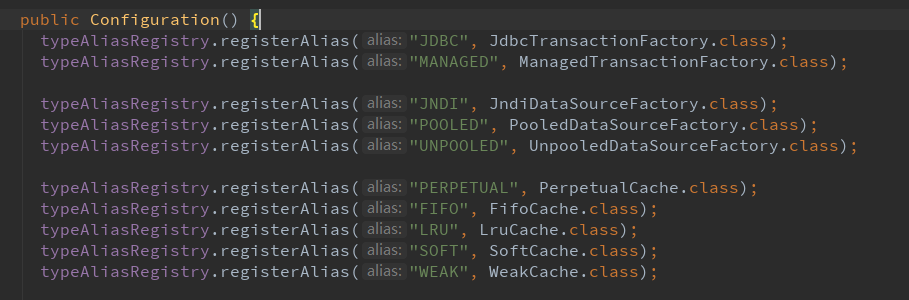 public Configuration() {
typeAliasRegistry.registerAlias( alias: "JDBC", JdbcTransactionFactory.class);
typeAliasRegistry.registerAlias( alias: "MANAGED", ManagedTransactionFactory.class);
typeAliasRegistry.registerAlias( alias: "JNDI", JndiDataSourceFactory.class);
typeAliasRegistry.registerAlias( alias: "POOLED", PooledDataSourceFactory.class);
typeAliasRegistry.registerAlias( alias: "UNPOOLED", UnpooledDataSourceFactory.class);
typeAliasRegistry.registerAlias( alias: "PERPETUAL", PerpetualCache.class);
typeAliasRegistry.registerAlias( alias: "FIFO", FifoCache.class);
typeAliasRegistry.registerAlias( alias: "LRU", LruCache.class);
typeAliasRegistry.registerAlias( alias: "SOFT", SoftCache.class);
typeAliasRegistry.registerAlias( alias: "WEAK", WeakCache.class);